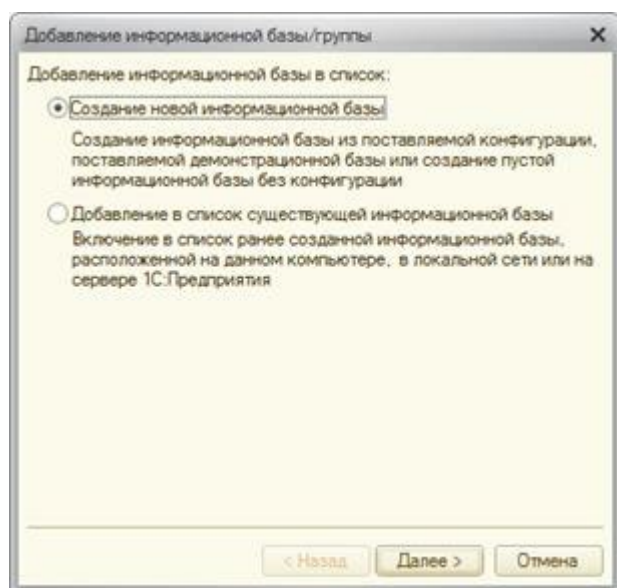 Добавление информационной базы/группы
Добавление информационной базы в список:
Создание новой информационной базы
Создание информационной базы из поставляемой конфигурации,
поставляемой демонстрационной базы или создание пустой
информационной базы без конфигурации
Добавление в список существующей информационной базы
Включение в список ранее созданной информационной базы,
расположенной на данном компьютере, в локальной сети или на
сервере 1С:Предприятия
< Назад Далее > Отмена